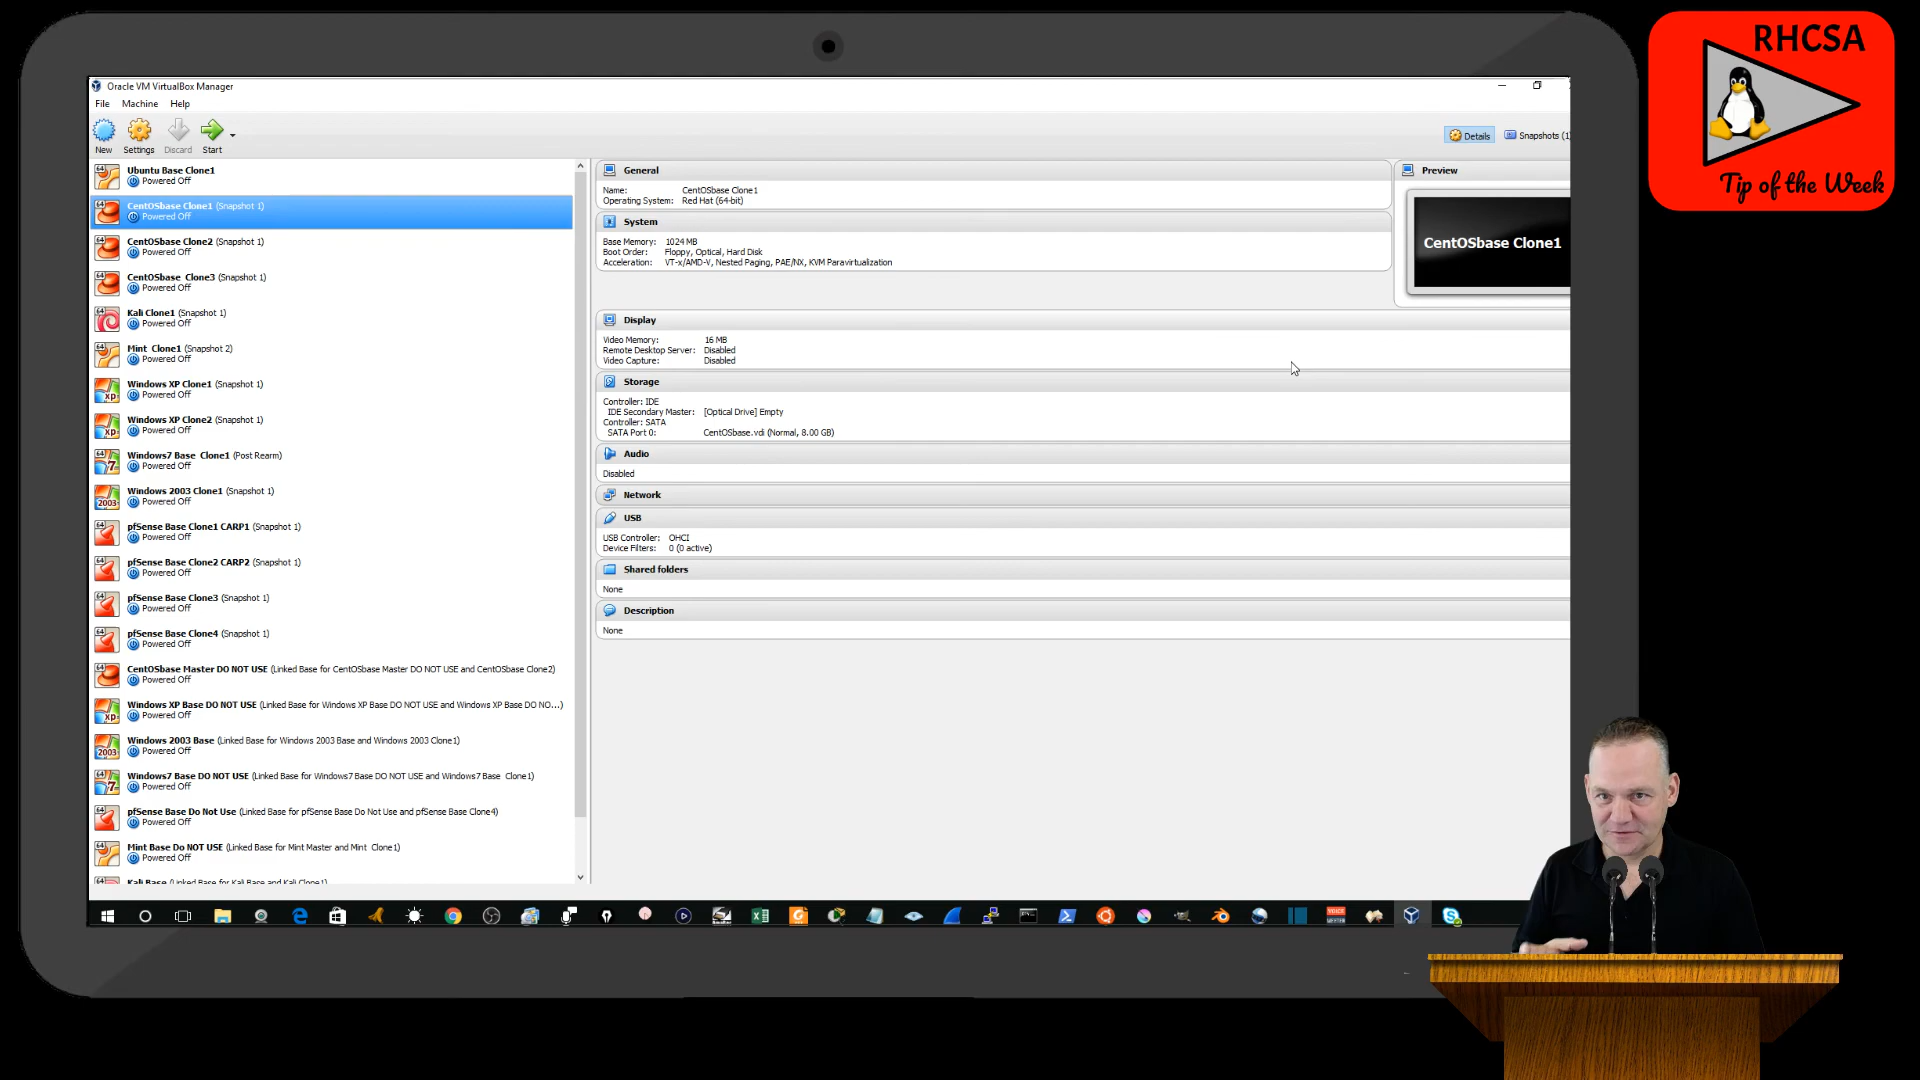 RHCSA
Tip of the Week
Oracle VM VirtualBox Manager
File Machine Help
New Settings Discard Start
Details Snapshots (1
Ubuntu Base Clone1
Powered Off
CentOSbase Clone1 (Snapshot 1)
Powered Off
CentOSbase Clone2 (Snapshot 1)
Powered Off
CentOSbase Clone3 (Snapshot 1)
Powered Off
Kali Clone1 (Snapshot 1)
Powered Off
Mint Clone1 (Snapshot 2)
Powered Off
Windows XP Clone1 (Snapshot 1)
Powered Off
Windows XP Clone2 (Snapshot 1)
Powered Off
Windows7 Base Clone1 (Post Rearm)
Powered Off
Windows 2003 Clone1 (Snapshot 1)
Powered Off
pfSense Base Clone1 CARP1 (Snapshot 1)
Powered Off
pfSense Base Clone2 CARP2 (Snapshot 1)
Powered Off
pfSense Base Clone3 (Snapshot 1)
Powered Off
pfSense Base Clone4 (Snapshot 1)
Powered Off
CentOSbase Master DO NOT USE (Linked Base for CentOSbase Master DO NOT USE and CentOSbase Clone2)
Powered Off
Windows XP Base DO NOT USE (Linked Base for Windows XP Base DO NOT USE and Windows XP Base DO NO...)
Powered Off
Windows 2003 Base (Linked Base for Windows 2003 Base and Windows 2003 Clone1)
Powered Off
Windows7 Base DO NOT USE (Linked Base for Windows7 Base DO NOT USE and Windows7 Base Clone1)
Powered Off
pfSense Base Do Not Use (Linked Base for pfSense Base Do Not Use and pfSense Base Clone4)
Powered Off
Mint Base Do NOT USE (Linked Base for Mint Master and Mint Clone1)
Powered Off
Kali Base (Linked Base for Kali Base and Kali Clone1)
General
Name: CentOSbase Clone1
Operating System: Red Hat (64-bit)
System
Base Memory: 1024 MB
Boot Order: Floppy, Optical, Hard Disk
Acceleration: VT-x/AMD-V, Nested Paging, PAE/NX, KVM Paravirtualization
Preview
CentOSbase Clone1
Display
Video Memory: 16 MB
Remote Desktop Server: Disabled
Video Capture: Disabled
Storage
Controller: IDE
IDE Secondary Master: [Optical Drive] Empty
Controller: SATA
SATA Port 0: CentOSbase.vdi (Normal, 8.00 GB)
Audio
Disabled
Network
USB
USB Controller: OHCI
Device Filters: 0 (0 active)
Shared folders
None
Description
None